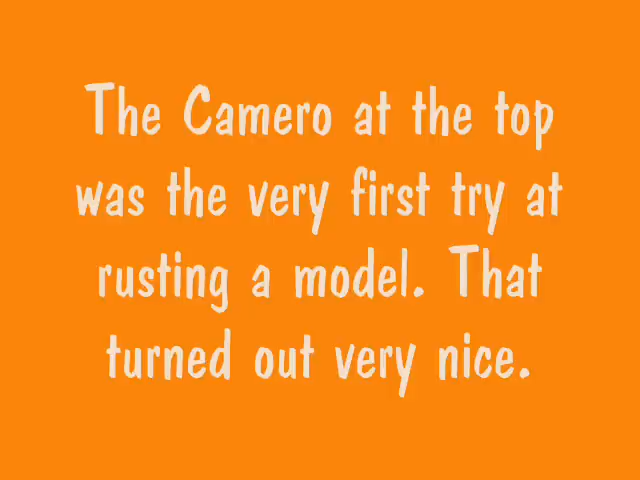 The Camero at the top
was the very first try at
rusting a model. That
turned out very nice.